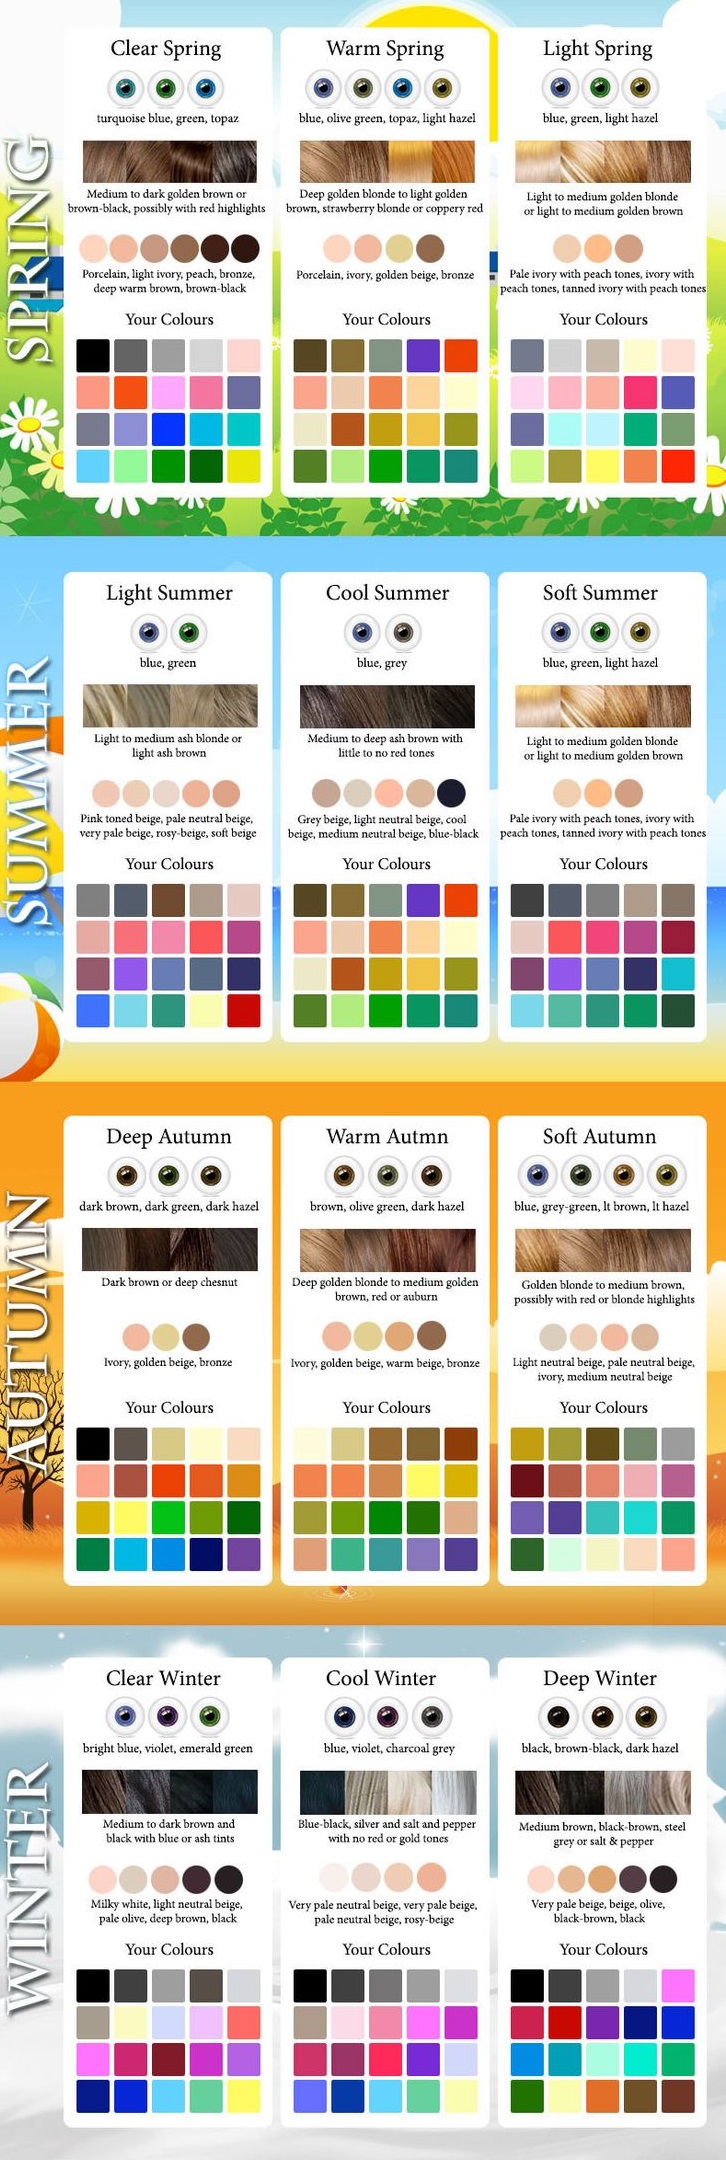 SPRING
Clear Spring
turquoise blue, green, topaz
Medium to dark golden brown or
brown-black, possibly with red highlights
Porcelain, light ivory, peach, bronze,
deep warm brown, brown-black
Your Colours
Warm Spring
blue, olive green, topaz, light hazel
Deep golden blonde to light golden
brown, strawberry blonde or coppery red
Porcelain, ivory, golden beige, bronze
Your Colours
Light Spring
blue, green, light hazel
Light to medium golden blonde
or light to medium golden brown
Pale ivory with peach tones, ivory with
peach tones, tanned ivory with peach tones
Your Colours
SUMMER
Light Summer
blue, green
Light to medium ash blonde or
light ash brown
Pink toned beige, pale neutral beige,
very pale beige, rosy-beige, soft beige
Your Colours
Cool Summer
blue, grey
Medium to deep ash brown with
little to no red tones
Grey beige, light neutral beige, cool
beige, medium neutral beige, blue-black
Your Colours
Soft Summer
blue, green, light hazel
Light to medium golden blonde
or light to medium golden brown
Pale ivory with peach tones, ivory with
peach tones, tanned ivory with peach tones
Your Colours
AUTUMN
Deep Autumn
dark brown, dark green, dark hazel
Dark brown or deep chesnut
Ivory, golden beige, bronze
Your Colours
Warm Autmn
brown, olive green, dark hazel
Deep golden blonde to medium golden
brown, red or auburn
Ivory, golden beige, warm beige, bronze
Your Colours
Soft Autumn
blue, grey-green, lt brown, lt hazel
Golden blonde to medium brown,
possibly with red or blonde highlights
Light neutral beige, pale neutral beige,
ivory, medium neutral beige
Your Colours
WINTER
Clear Winter
bright blue, violet, emerald green
Medium to dark brown and
black with blue or ash tints
Milky white, light neutral beige,
pale olive, deep brown, black
Your Colours
Cool Winter
blue, violet, charcoal grey
Blue-black, silver and salt and pepper
with no red or gold tones
Very pale neutral beige, very pale beige,
pale neutral beige, rosy-beige
Your Colours
Deep Winter
black, brown-black, dark hazel
Medium brown, black-brown, steel
grey or salt & pepper
Very pale beige, beige, olive,
black-brown, black
Your Colours